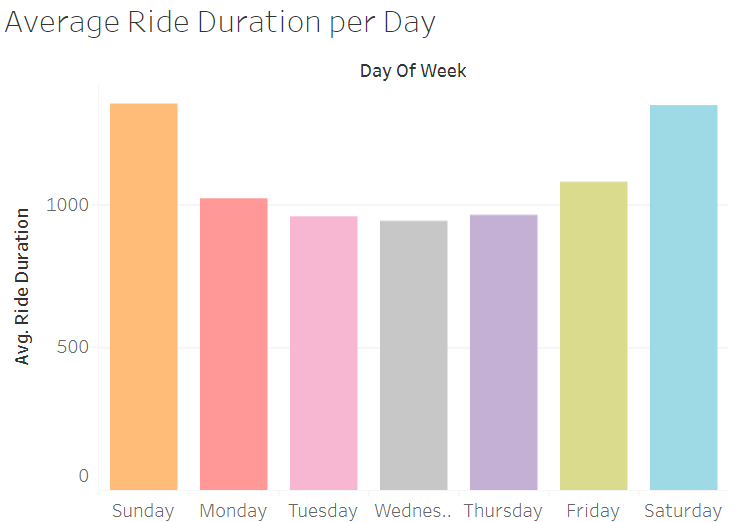 Average Ride Duration per Day
Day Of Week
Avg. Ride Duration
1000
500
0
Sunday Monday Tuesday Wednes.. Thursday Friday Saturday